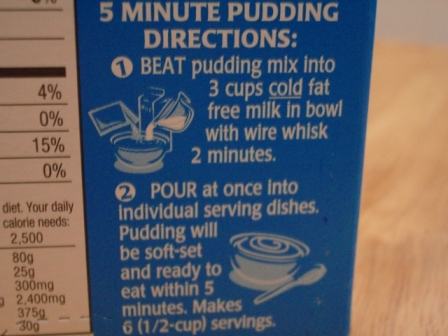 5 MINUTE PUDDING
DIRECTIONS:
1 BEAT pudding mix into
3 cups cold fat
free milk in bowl
with wire whisk
2 minutes.
2 POUR at once into
individual serving dishes.
Pudding will
be soft-set
and ready to
eat within 5
minutes. Makes
6 (1/2-cup) servings.
4%
0%
15%
0%
diet. Your daily
calorie needs:
2,500
80g
25g
300mg
2,400mg
375g
30g